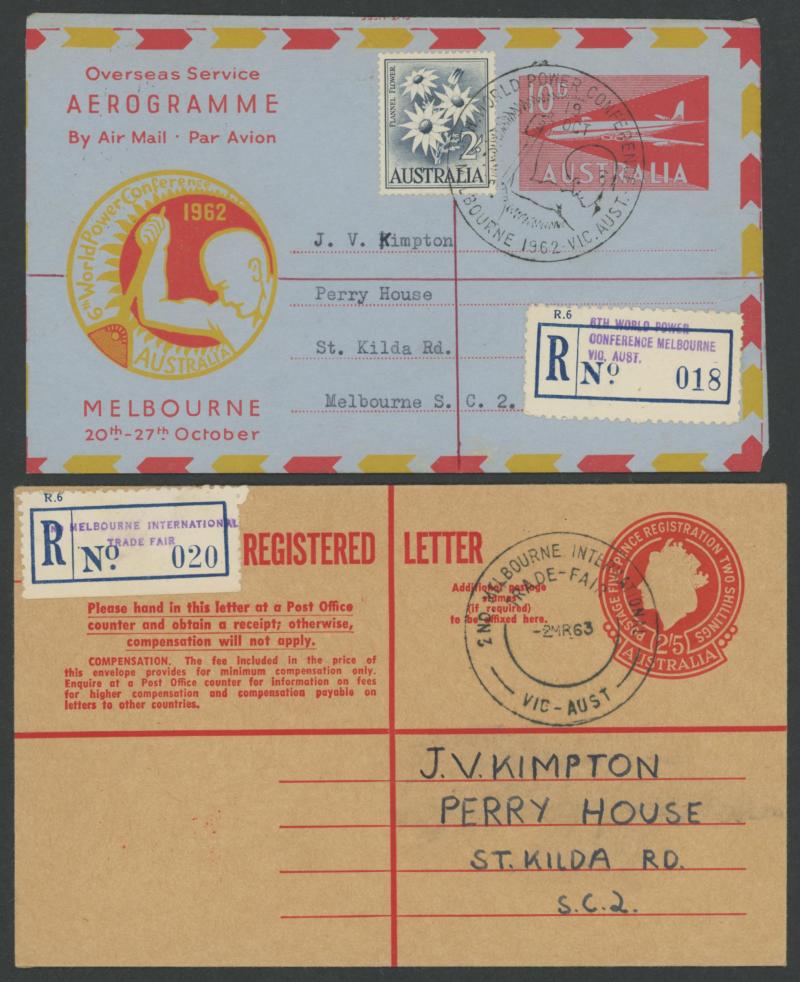 Overseas Service
AEROGRAMME
By Air Mail · Par Avion
6th World Power Conference
1962
AUSTRALIA
MELBOURNE
20th-27th October
FLANNEL FLOWER
2/-
AUSTRALIA
10D
AUSTRALIA
WORLD POWER CONFERENCE
19
OCT
MELBOURNE 1962-VIC. AUST.
J. V. Kimpton
Perry House
St. Kilda Rd.
Melbourne S. C. 2.
R.6
6TH WORLD POWER
CONFERENCE MELBOURNE
VIC. AUST.
R No 018
R.6
2ND MELBOURNE INTERNATIONAL
TRADE FAIR
R No 020
REGISTERED LETTER
Please hand in this letter at a Post Office
counter and obtain a receipt; otherwise,
compensation will not apply.
COMPENSATION. The fee included in the price
of this envelope provides for minimum compensation only.
Enquire at a Post Office counter for information on fees
for higher compensation and compensation payable on
letters to other countries.
Additional postage
stamps
(if required)
to be affixed here.
2ND MELBOURNE INTERNATIONAL
TRADE-FAIR
-2MR63
VIC-AUST
POSTAGE FIVEPENCE REGISTRATION TWO SHILLINGS
2/5
AUSTRALIA
J.V. KIMPTON
PERRY HOUSE
ST. KILDA RD.
S.C.2.